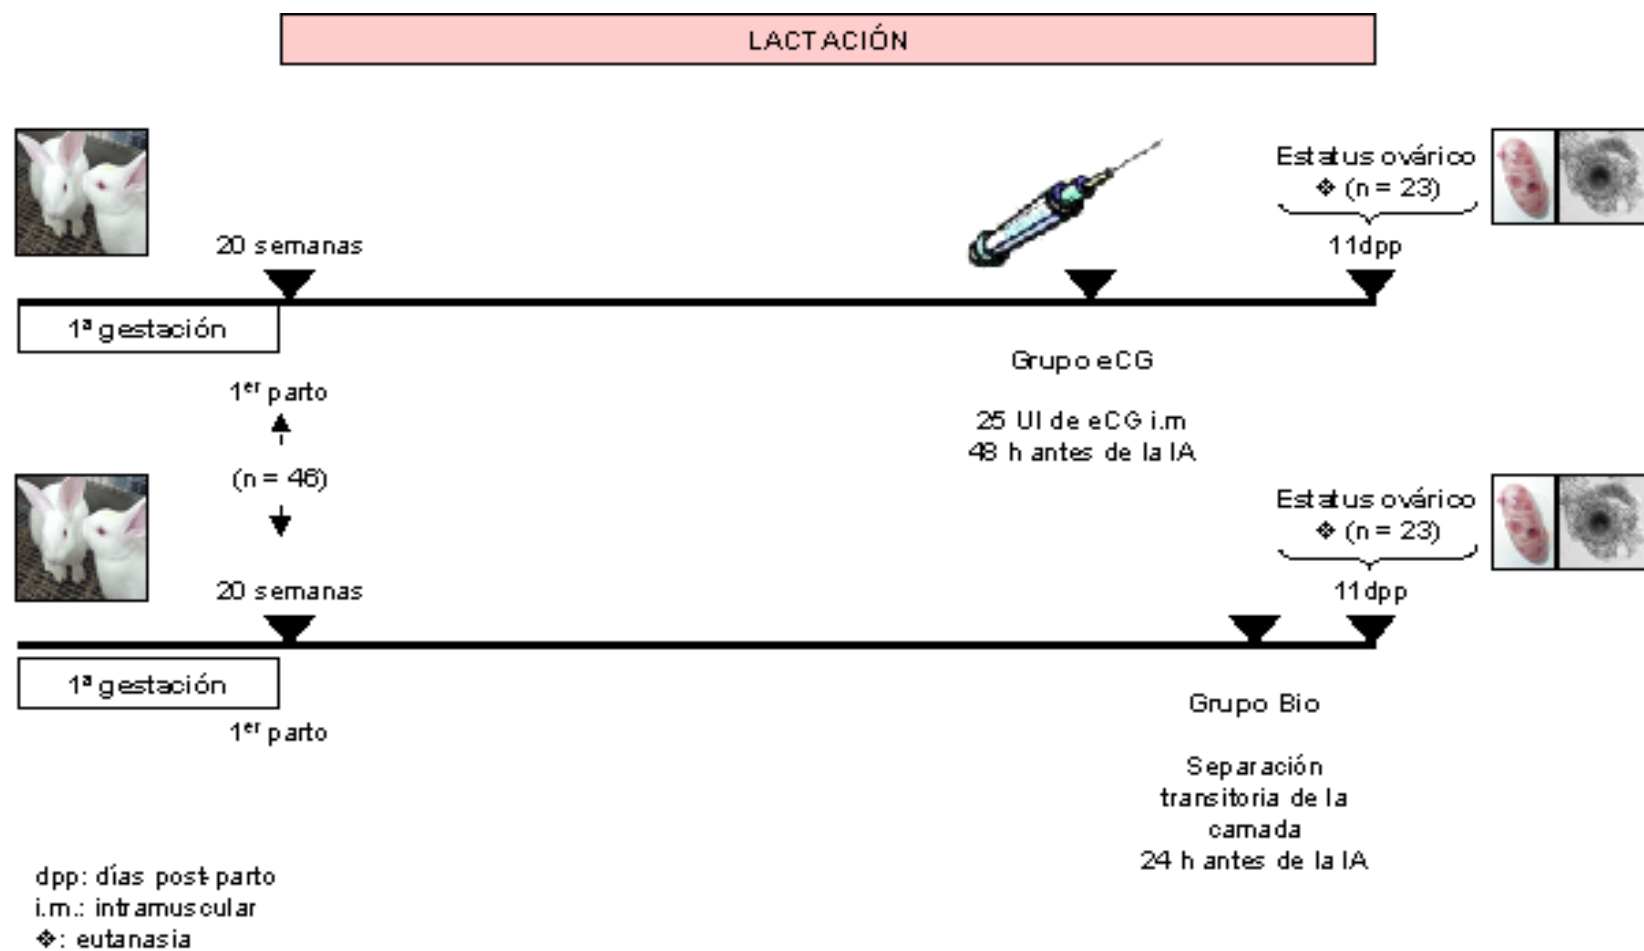 LACTACIÓN
Estatus ovárico
❖ (n = 23)
20 semanas
11dpp
1ª gestación
Grupo eCG
1er parto
25 UI de eCG i.m
48 h antes de la IA
(n = 46)
Estatus ovárico
❖ (n = 23)
20 semanas
11dpp
1ª gestación
Grupo Bio
1er parto
Separación
transitoria de la
camada
24 h antes de la IA
dpp: días post-parto
i.m.: intramuscular
❖: eutanasia